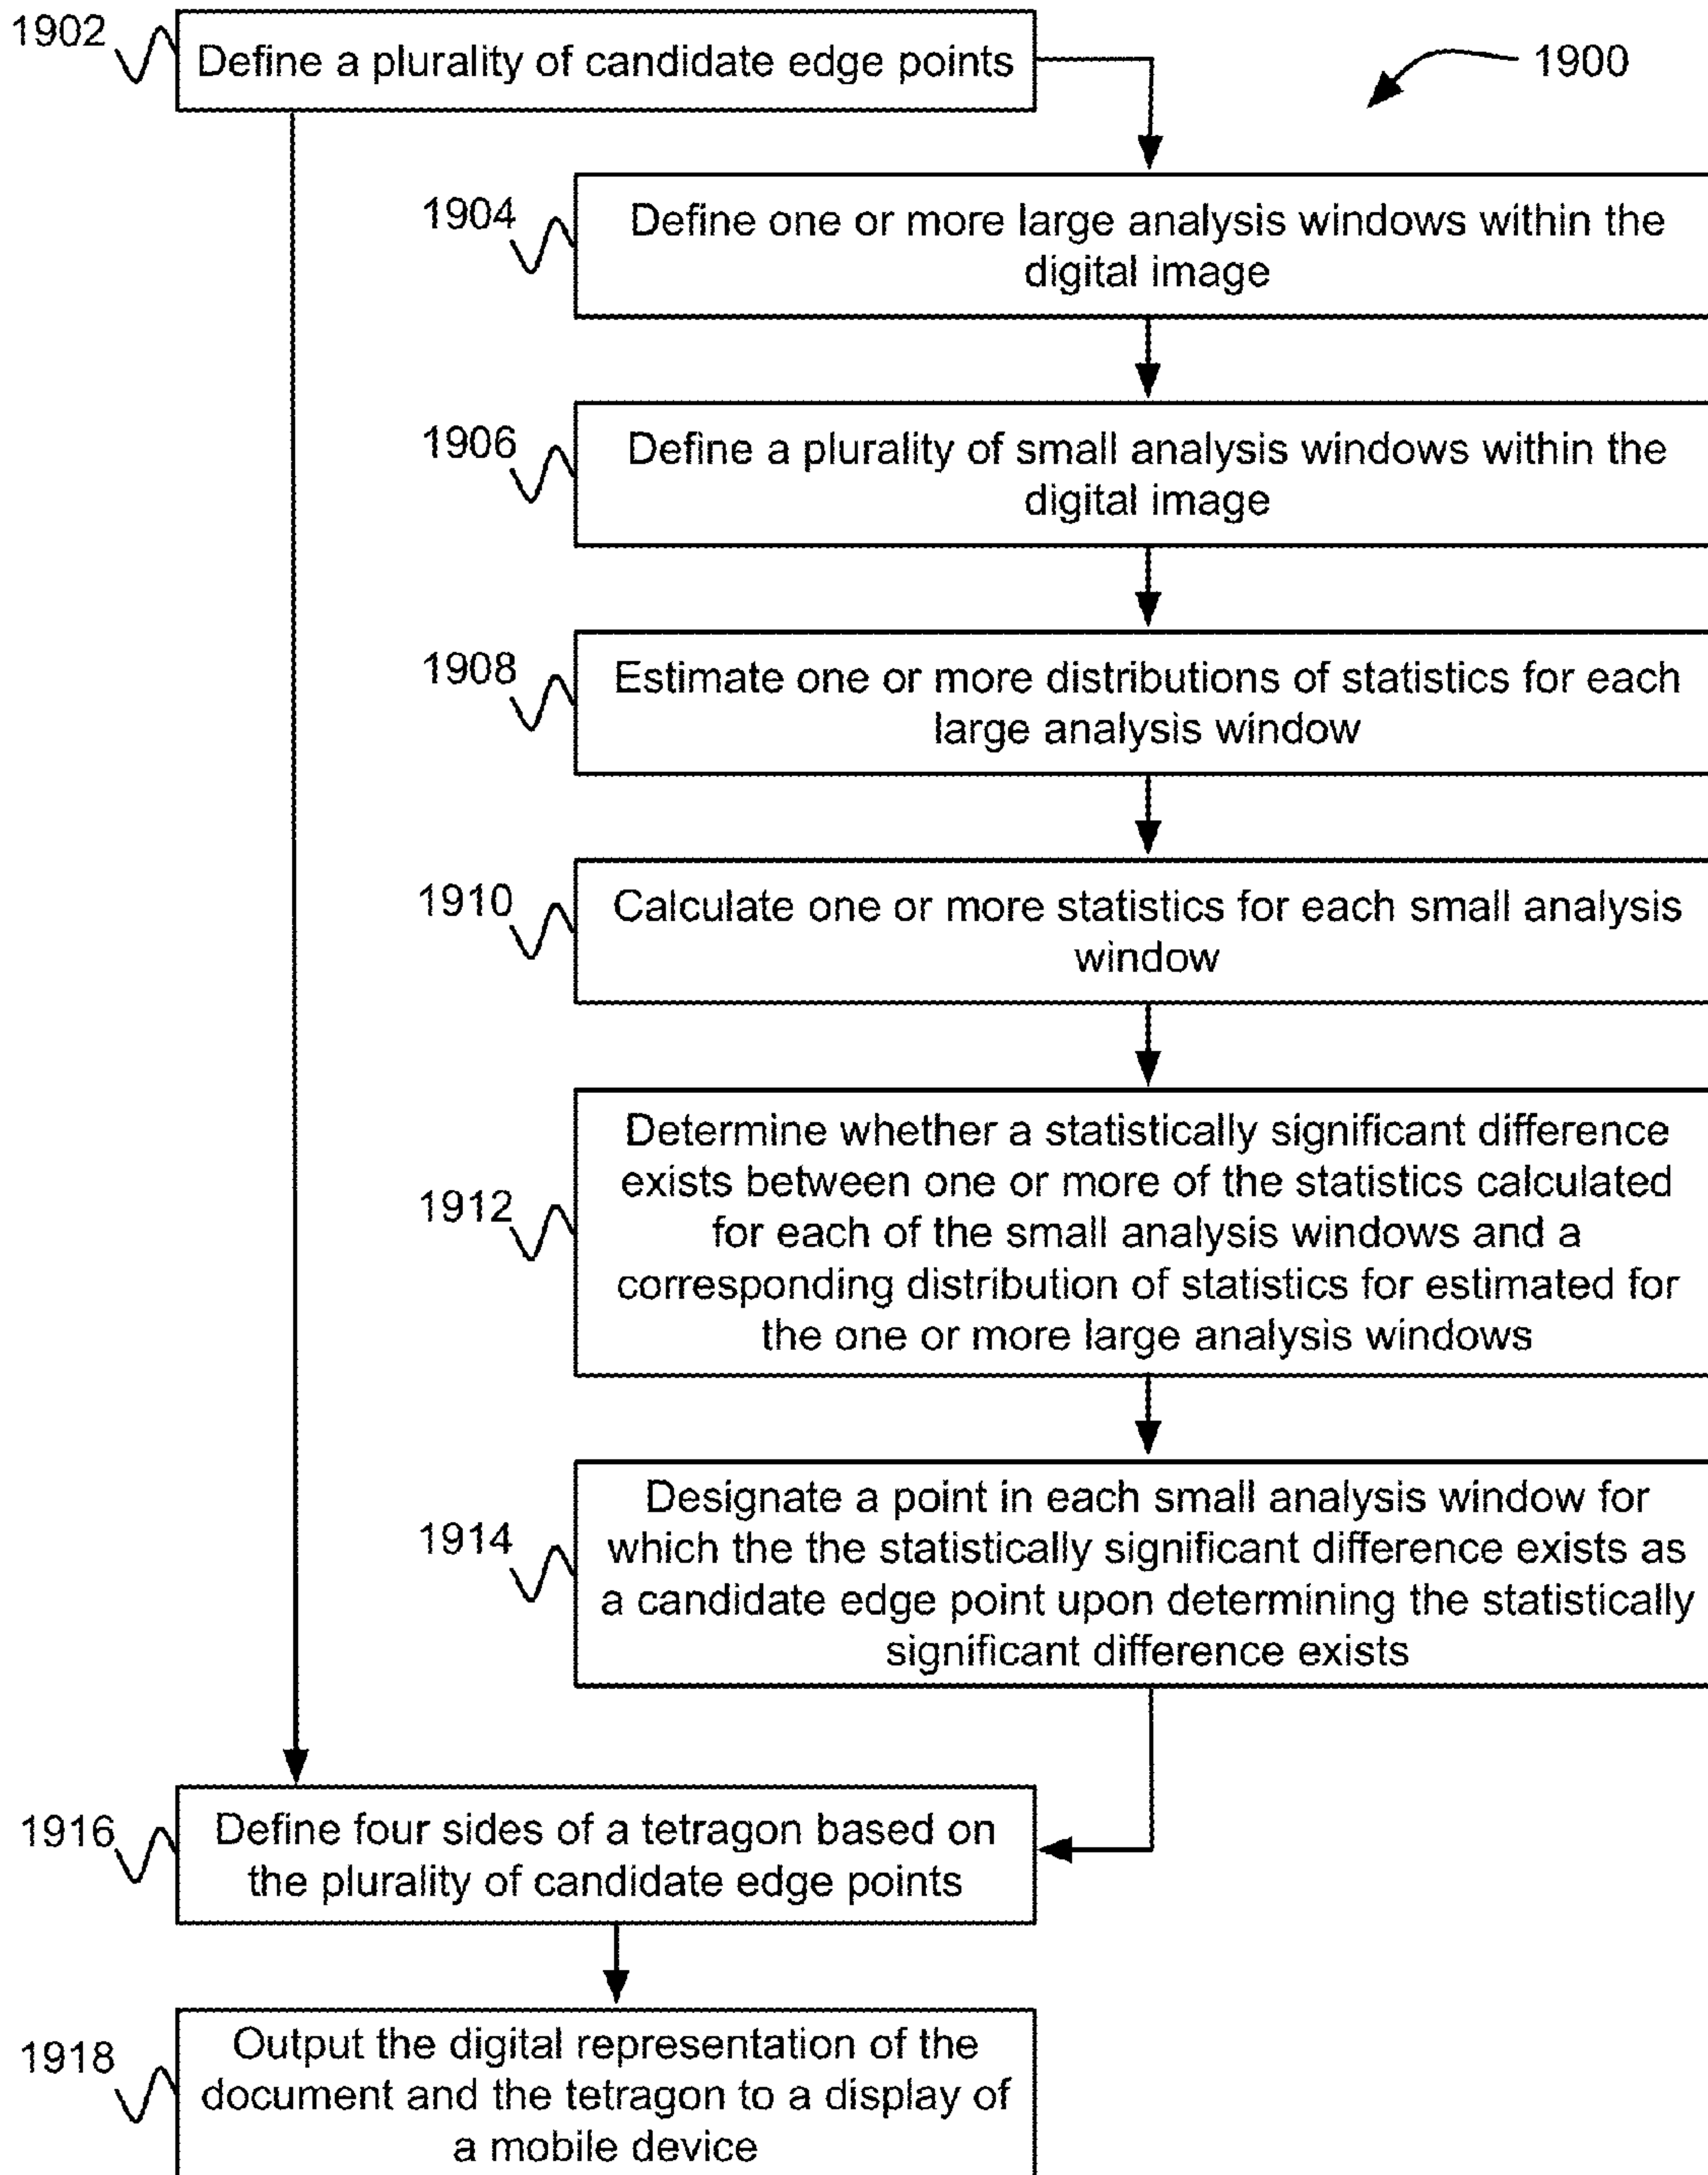 1902
Define a plurality of candidate edge points
1900
1904
Define one or more large analysis windows within the
digital image
1906
Define a plurality of small analysis windows within the
digital image
1908
Estimate one or more distributions of statistics for each
large analysis window
1910
Calculate one or more statistics for each small analysis
window
1912
Determine whether a statistically significant difference
exists between one or more of the statistics calculated
for each of the small analysis windows and a
corresponding distribution of statistics for estimated for
the one or more large analysis windows
1914
Designate a point in each small analysis window for
which the the statistically significant difference exists as
a candidate edge point upon determining the statistically
significant difference exists
1916
Define four sides of a tetragon based on
the plurality of candidate edge points
1918
Output the digital representation of the
document and the tetragon to a display of
a mobile device